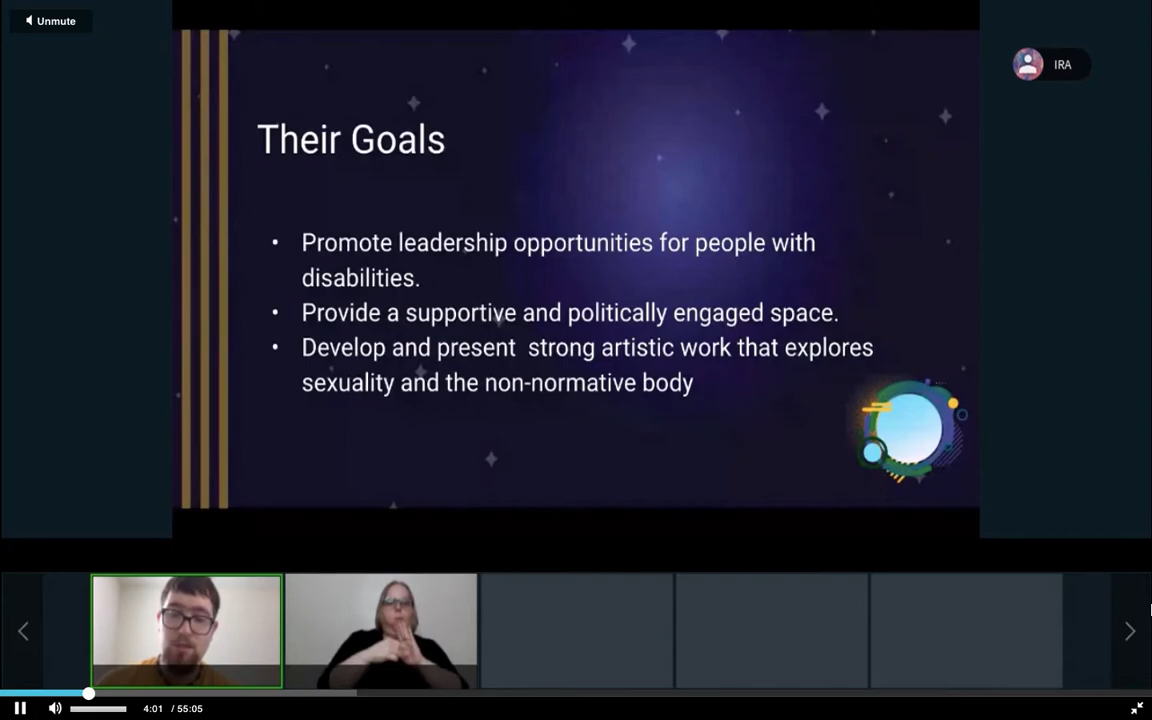 Unmute
IRA
Their Goals
• Promote leadership opportunities for people with
disabilities.
• Provide a supportive and politically engaged space.
• Develop and present  strong artistic work that explores
sexuality and the non-normative body
4:01 / 55:05